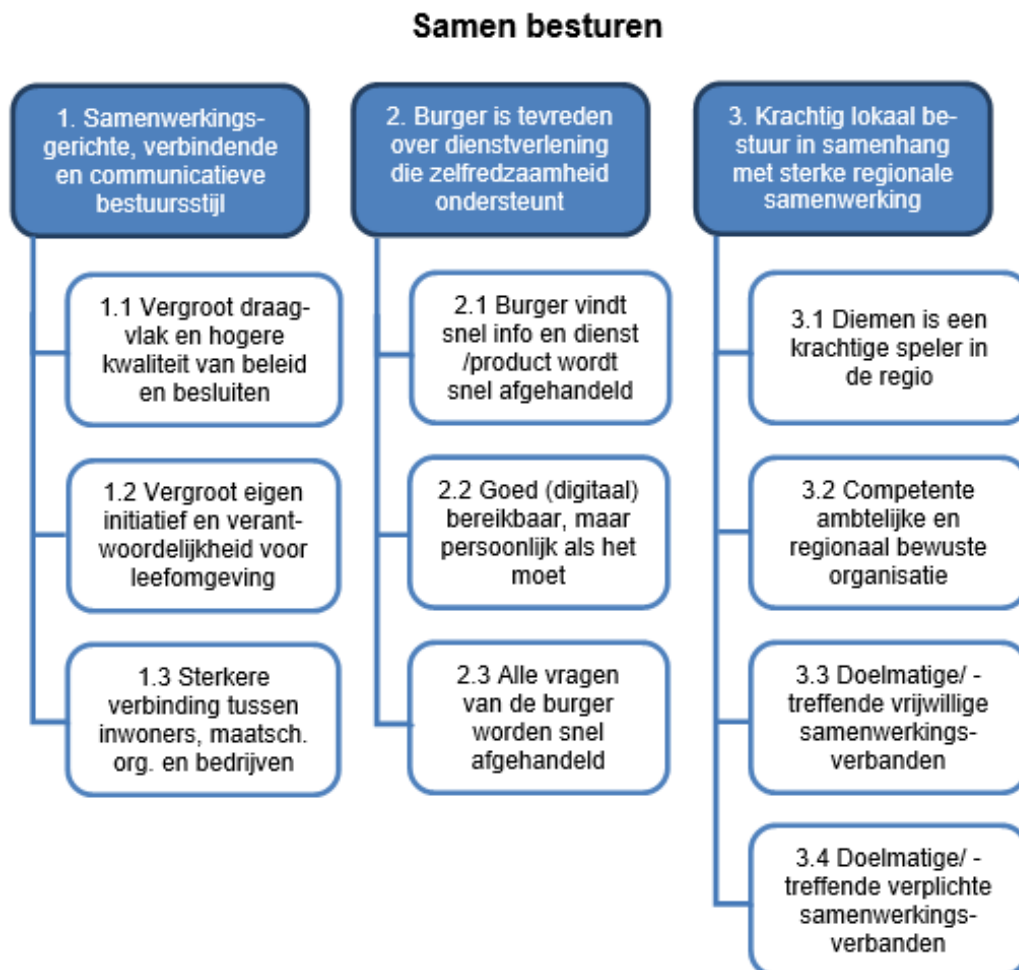 Samen besturen
1. Samenwerkings-
gerichte, verbindende
en communicatieve
bestuursstijl
1.1 Vergroot draag-
vlak en hogere
kwaliteit van beleid
en besluiten
1.2 Vergroot eigen
initiatief en verant-
woordelijkheid voor
leefomgeving
1.3 Sterkere
verbinding tussen
inwoners, maatsch.
org. en bedrijven
2. Burger is tevreden
over dienstverlening
die zelfredzaamheid
ondersteunt
2.1 Burger vindt
snel info en dienst
/product wordt
snel afgehandeld
2.2 Goed (digitaal)
bereikbaar, maar
persoonlijk als het
moet
2.3 Alle vragen
van de burger
worden snel
afgehandeld
3. Krachtig lokaal be-
stuur in samenhang
met sterke regionale
samenwerking
3.1 Diemen is een
krachtige speler in
de regio
3.2 Competente
ambtelijke en
regionaal bewuste
organisatie
3.3 Doelmatige/ -
treffende vrijwillige
samenwerkings-
verbanden
3.4 Doelmatige/ -
treffende verplichte
samenwerkings-
verbanden